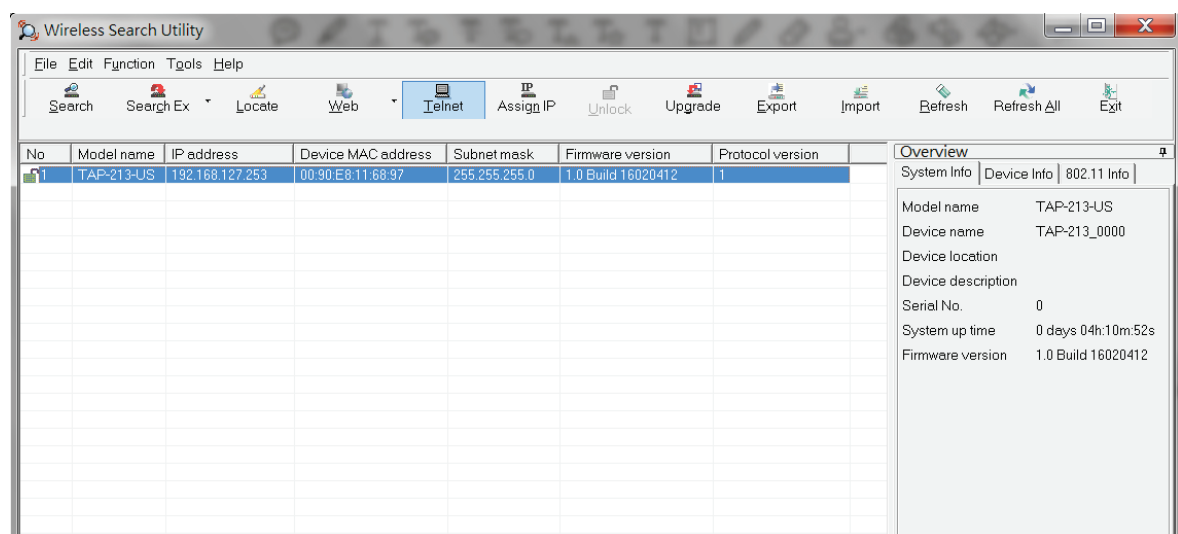 Wireless Search Utility
File Edit Function Tools Help
Search Search Ex Locate Web Telnet Assign IP Unlock Upgrade Export Import Refresh Refresh All Exit
IP
No Model name IP address Device MAC address Subnet mask Firmware version Protocol version
1 TAP-213-US 192.168.127.253 00:90:E8:11:68:97 255.255.255.0 1.0 Build 16020412 1
Overview
System Info Device Info 802.11 Info
Model name TAP-213-US
Device name TAP-213_0000
Device location
Device description
Serial No. 0
System up time 0 days 04h:10m:52s
Firmware version 1.0 Build 16020412